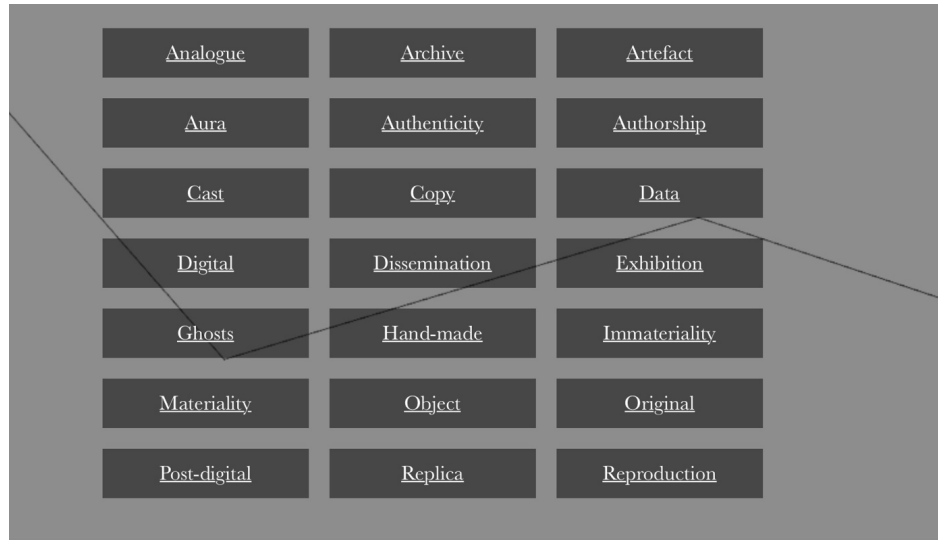 Analogue Archive Artefact
Aura Authenticity Authorship
Cast Copy Data
Digital Dissemination Exhibition
Ghosts Hand-made Immateriality
Materiality Object Original
Post-digital Replica Reproduction